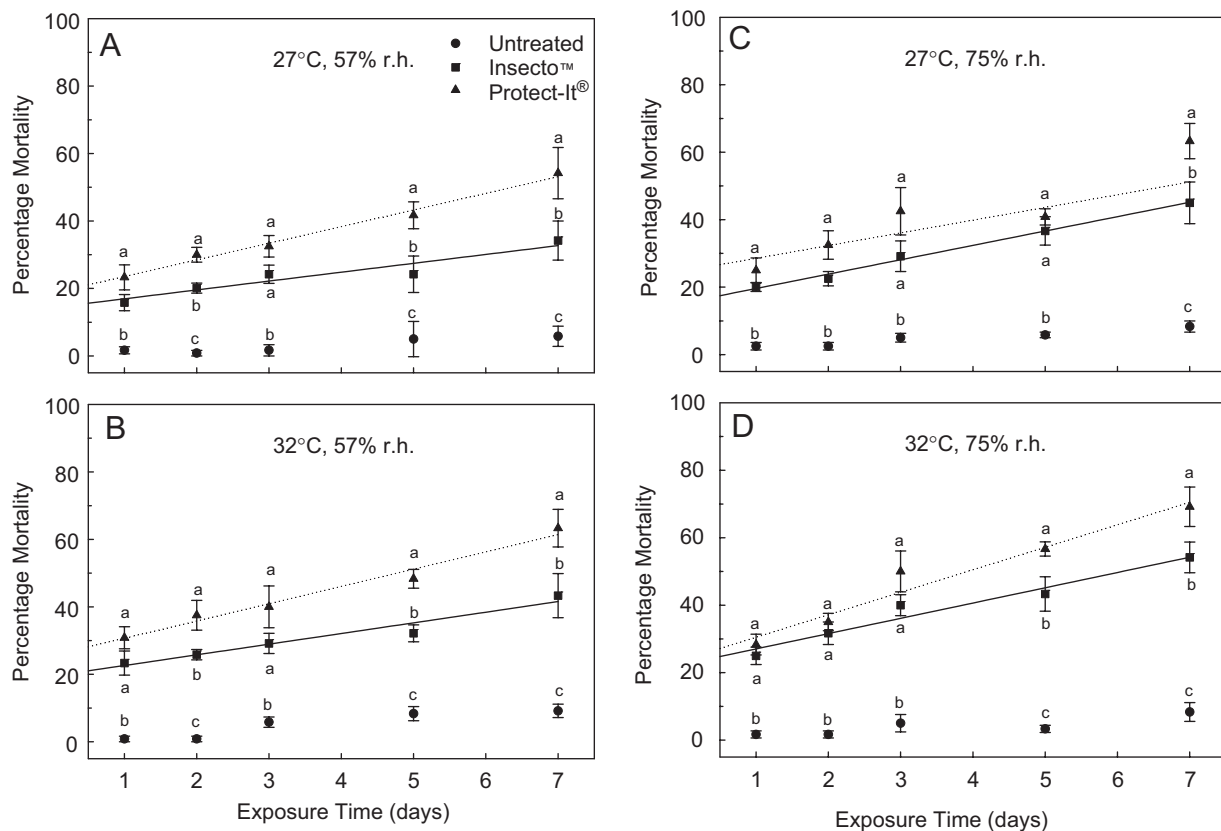 A
27°C, 57% r.h.
Untreated
Insecto™
Protect-It®
Percentage Mortality
100
80
60
40
20
0
a
a
a
a
a
b
b
b
a
b
c
b
c
c
C
27°C, 75% r.h.
Percentage Mortality
100
80
60
40
20
0
a
a
a
a
a
b
a
a
b
b
b
b
c
B
32°C, 57% r.h.
Percentage Mortality
100
80
60
40
20
0
a
a
a
a
a
b
b
a
b
a
b
c
b
c
c
1
2
3
4
5
6
7
Exposure Time (days)
D
32°C, 75% r.h.
Percentage Mortality
100
80
60
40
20
0
a
a
a
a
a
a
a
a
b
b
b
b
b
c
c
1
2
3
4
5
6
7
Exposure Time (days)